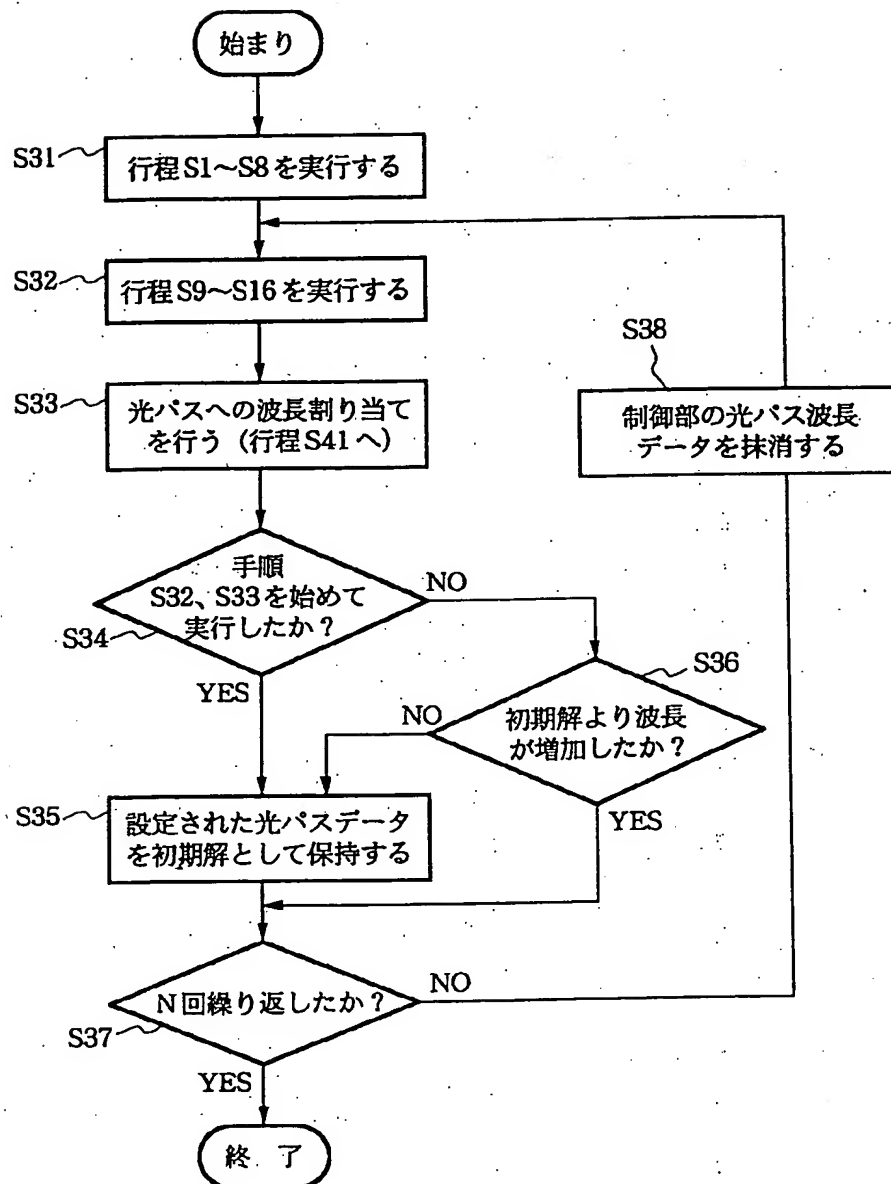 始まり
S31
行程S1～S8を実行する
S32
行程S9～S16を実行する
S38
S33
光パスへの波長割り当て
を行う（行程S41へ）
制御部の光パス波長
データを抹消する
手順
S32、S33を始めて
実行したか？
NO
S34
YES
S36
初期解より波長
が増加したか？
NO
YES
S35
設定された光パスデータ
を初期解として保持する
N回繰り返したか？
NO
S37
YES
終 了